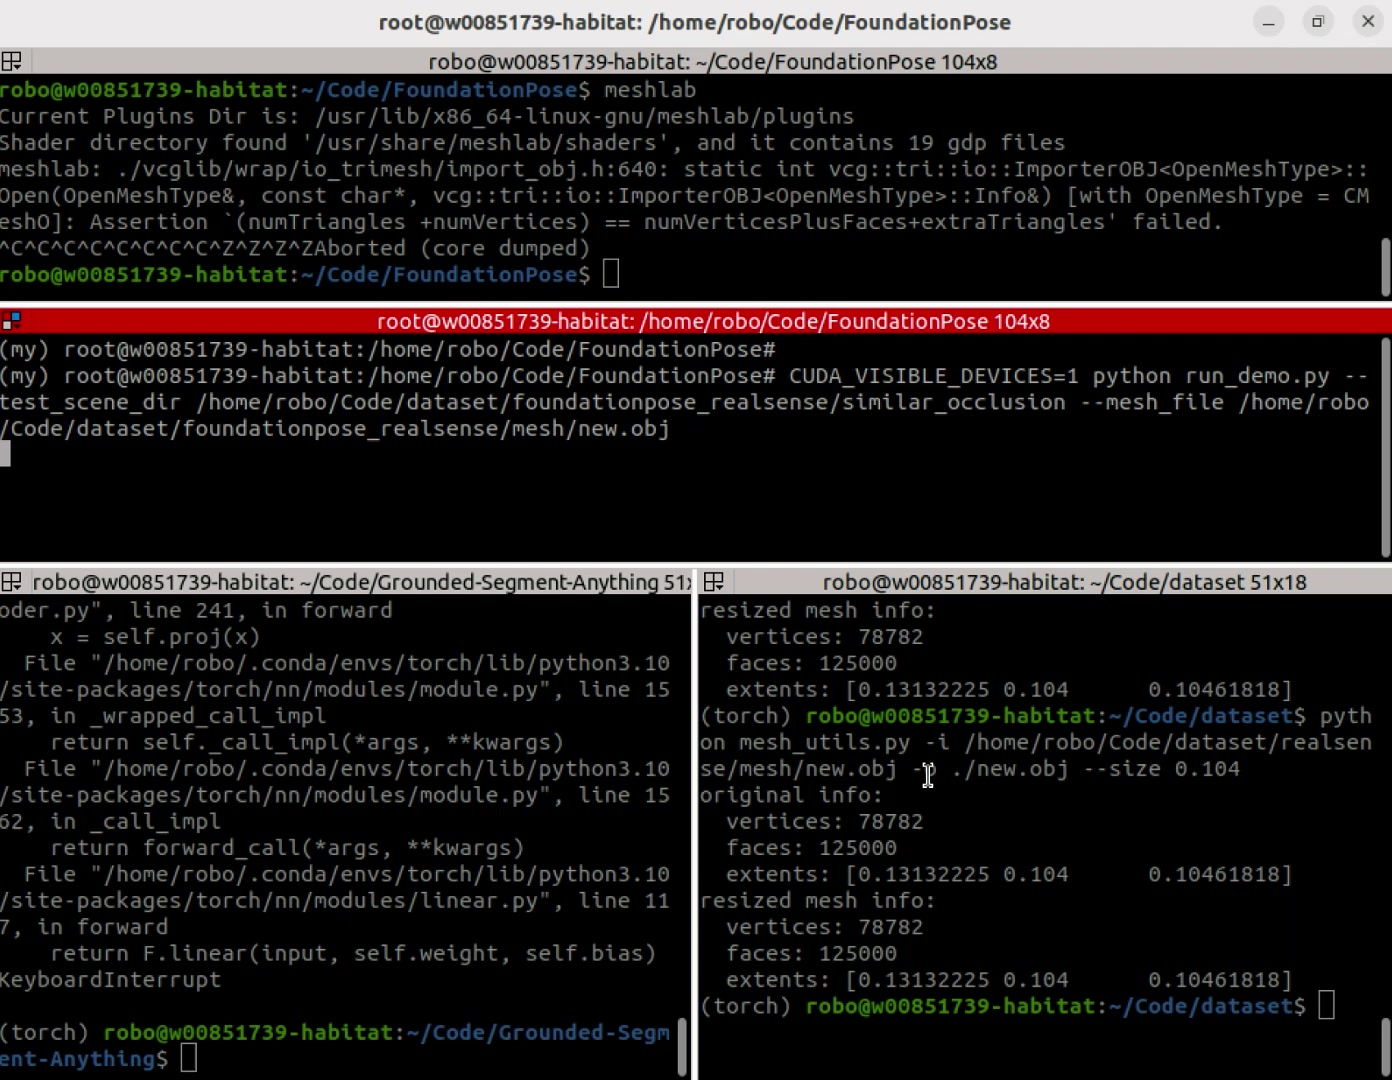 root@w00851739-habitat: /home/robo/Code/FoundationPose
robo@w00851739-habitat: ~/Code/FoundationPose 104x8
robo@w00851739-habitat:~/Code/FoundationPose$ meshlab
Current Plugins Dir is: /usr/lib/x86_64-linux-gnu/meshlab/plugins
Shader directory found '/usr/share/meshlab/shaders', and it contains 19 gdp files
meshlab: ./vcglib/wrap/io_trimesh/import_obj.h:640: static int vcg::tri::io::ImporterOBJ<OpenMeshType>::
Open(OpenMeshType&, const char*, vcg::tri::io::ImporterOBJ<OpenMeshType>::Info&) [with OpenMeshType = CM
eshO]: Assertion `(numTriangles +numVertices) == numVerticesPlusFaces+extraTriangles' failed.
^C^C^C^C^C^C^C^C^Z^Z^Z^ZAborted (core dumped)
robo@w00851739-habitat:~/Code/FoundationPose$
root@w00851739-habitat: /home/robo/Code/FoundationPose 104x8
(my) root@w00851739-habitat:/home/robo/Code/FoundationPose#
(my) root@w00851739-habitat:/home/robo/Code/FoundationPose# CUDA_VISIBLE_DEVICES=1 python run_demo.py --
test_scene_dir /home/robo/Code/dataset/foundationpose_realsense/similar_occlusion --mesh_file /home/robo
/Code/dataset/foundationpose_realsense/mesh/new.obj
robo@w00851739-habitat: ~/Code/Grounded-Segment-Anything 51x
oder.py", line 241, in forward
    x = self.proj(x)
  File "/home/robo/.conda/envs/torch/lib/python3.10
/site-packages/torch/nn/modules/module.py", line 15
53, in _wrapped_call_impl
    return self._call_impl(*args, **kwargs)
  File "/home/robo/.conda/envs/torch/lib/python3.10
/site-packages/torch/nn/modules/module.py", line 15
62, in _call_impl
    return forward_call(*args, **kwargs)
  File "/home/robo/.conda/envs/torch/lib/python3.10
/site-packages/torch/nn/modules/linear.py", line 11
7, in forward
    return F.linear(input, self.weight, self.bias)
KeyboardInterrupt
(torch) robo@w00851739-habitat:~/Code/Grounded-Segm
ent-Anything$
robo@w00851739-habitat: ~/Code/dataset 51x18
resized mesh info:
  vertices: 78782
  faces: 125000
  extents: [0.13132225 0.104      0.10461818]
(torch) robo@w00851739-habitat:~/Code/dataset$ pyth
on mesh_utils.py -i /home/robo/Code/dataset/realsen
se/mesh/new.obj ./new.obj --size 0.104
original info:
  vertices: 78782
  faces: 125000
  extents: [0.13132225 0.104      0.10461818]
resized mesh info:
  vertices: 78782
  faces: 125000
  extents: [0.13132225 0.104      0.10461818]
(torch) robo@w00851739-habitat:~/Code/dataset$